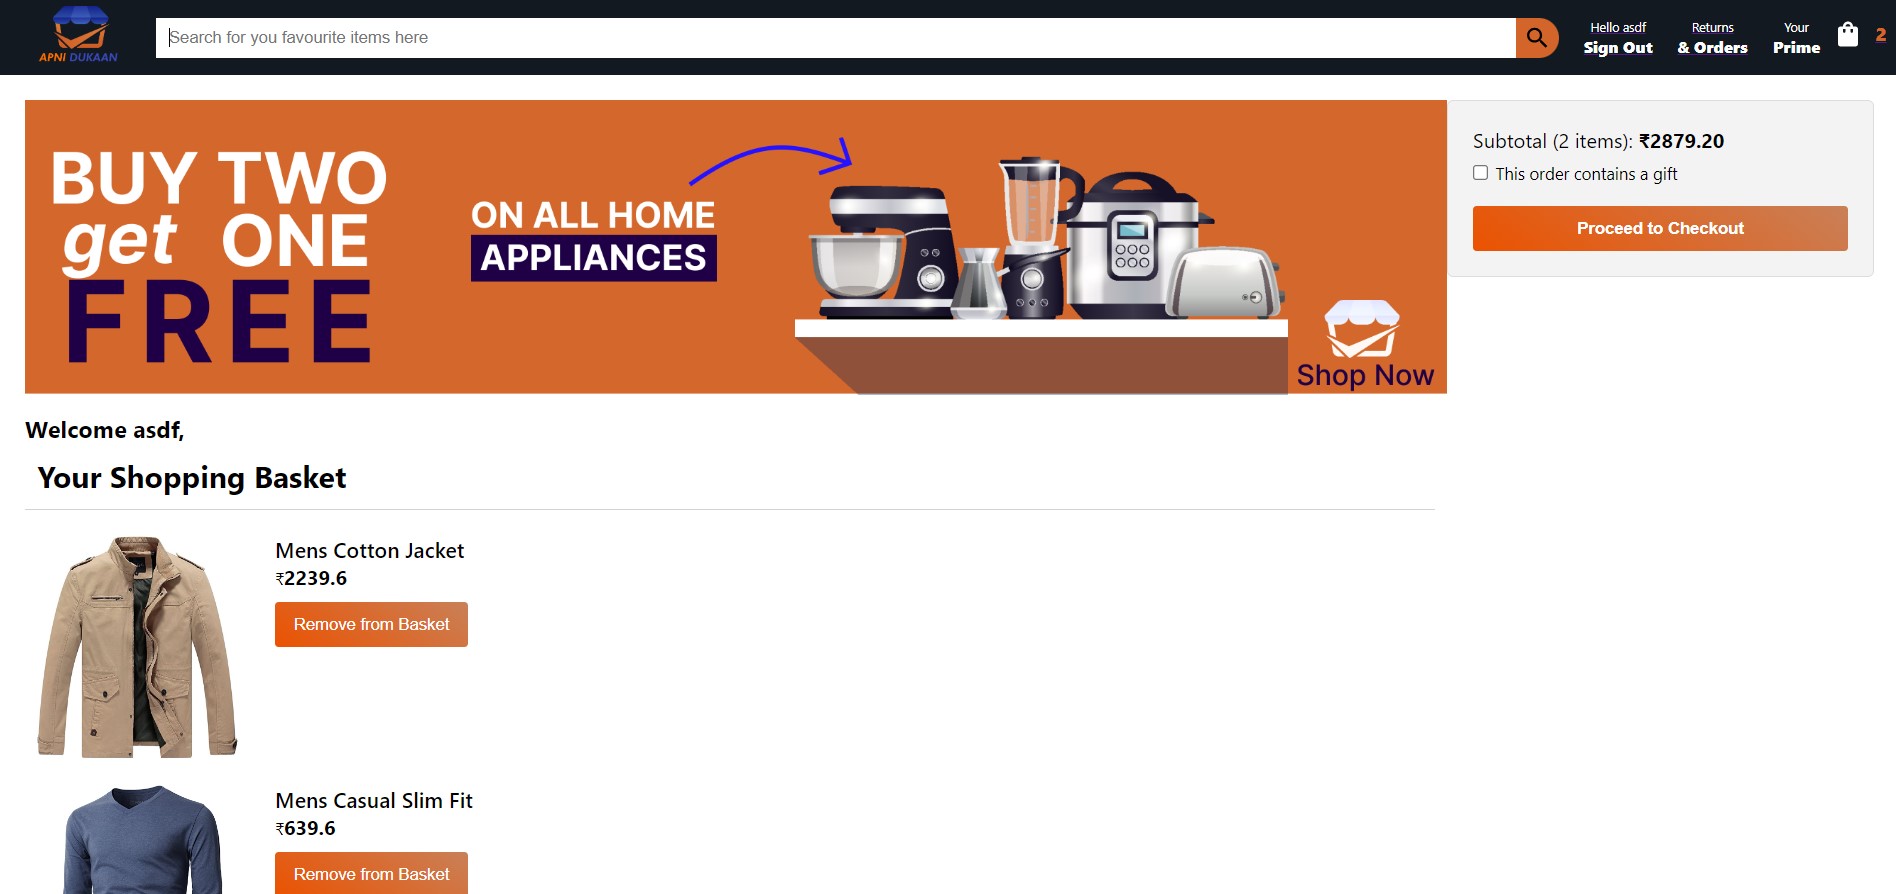 APNI DUKAAN
Search for you favourite items here
Hello asdf
Sign Out
Returns
& Orders
Your
Prime
2
BUY TWO
get ONE
FREE
ON ALL HOME
APPLIANCES
Shop Now
Subtotal (2 items): ₹2879.20
This order contains a gift
Proceed to Checkout
Welcome asdf,
Your Shopping Basket
Mens Cotton Jacket
₹2239.6
Remove from Basket
Mens Casual Slim Fit
₹639.6
Remove from Basket